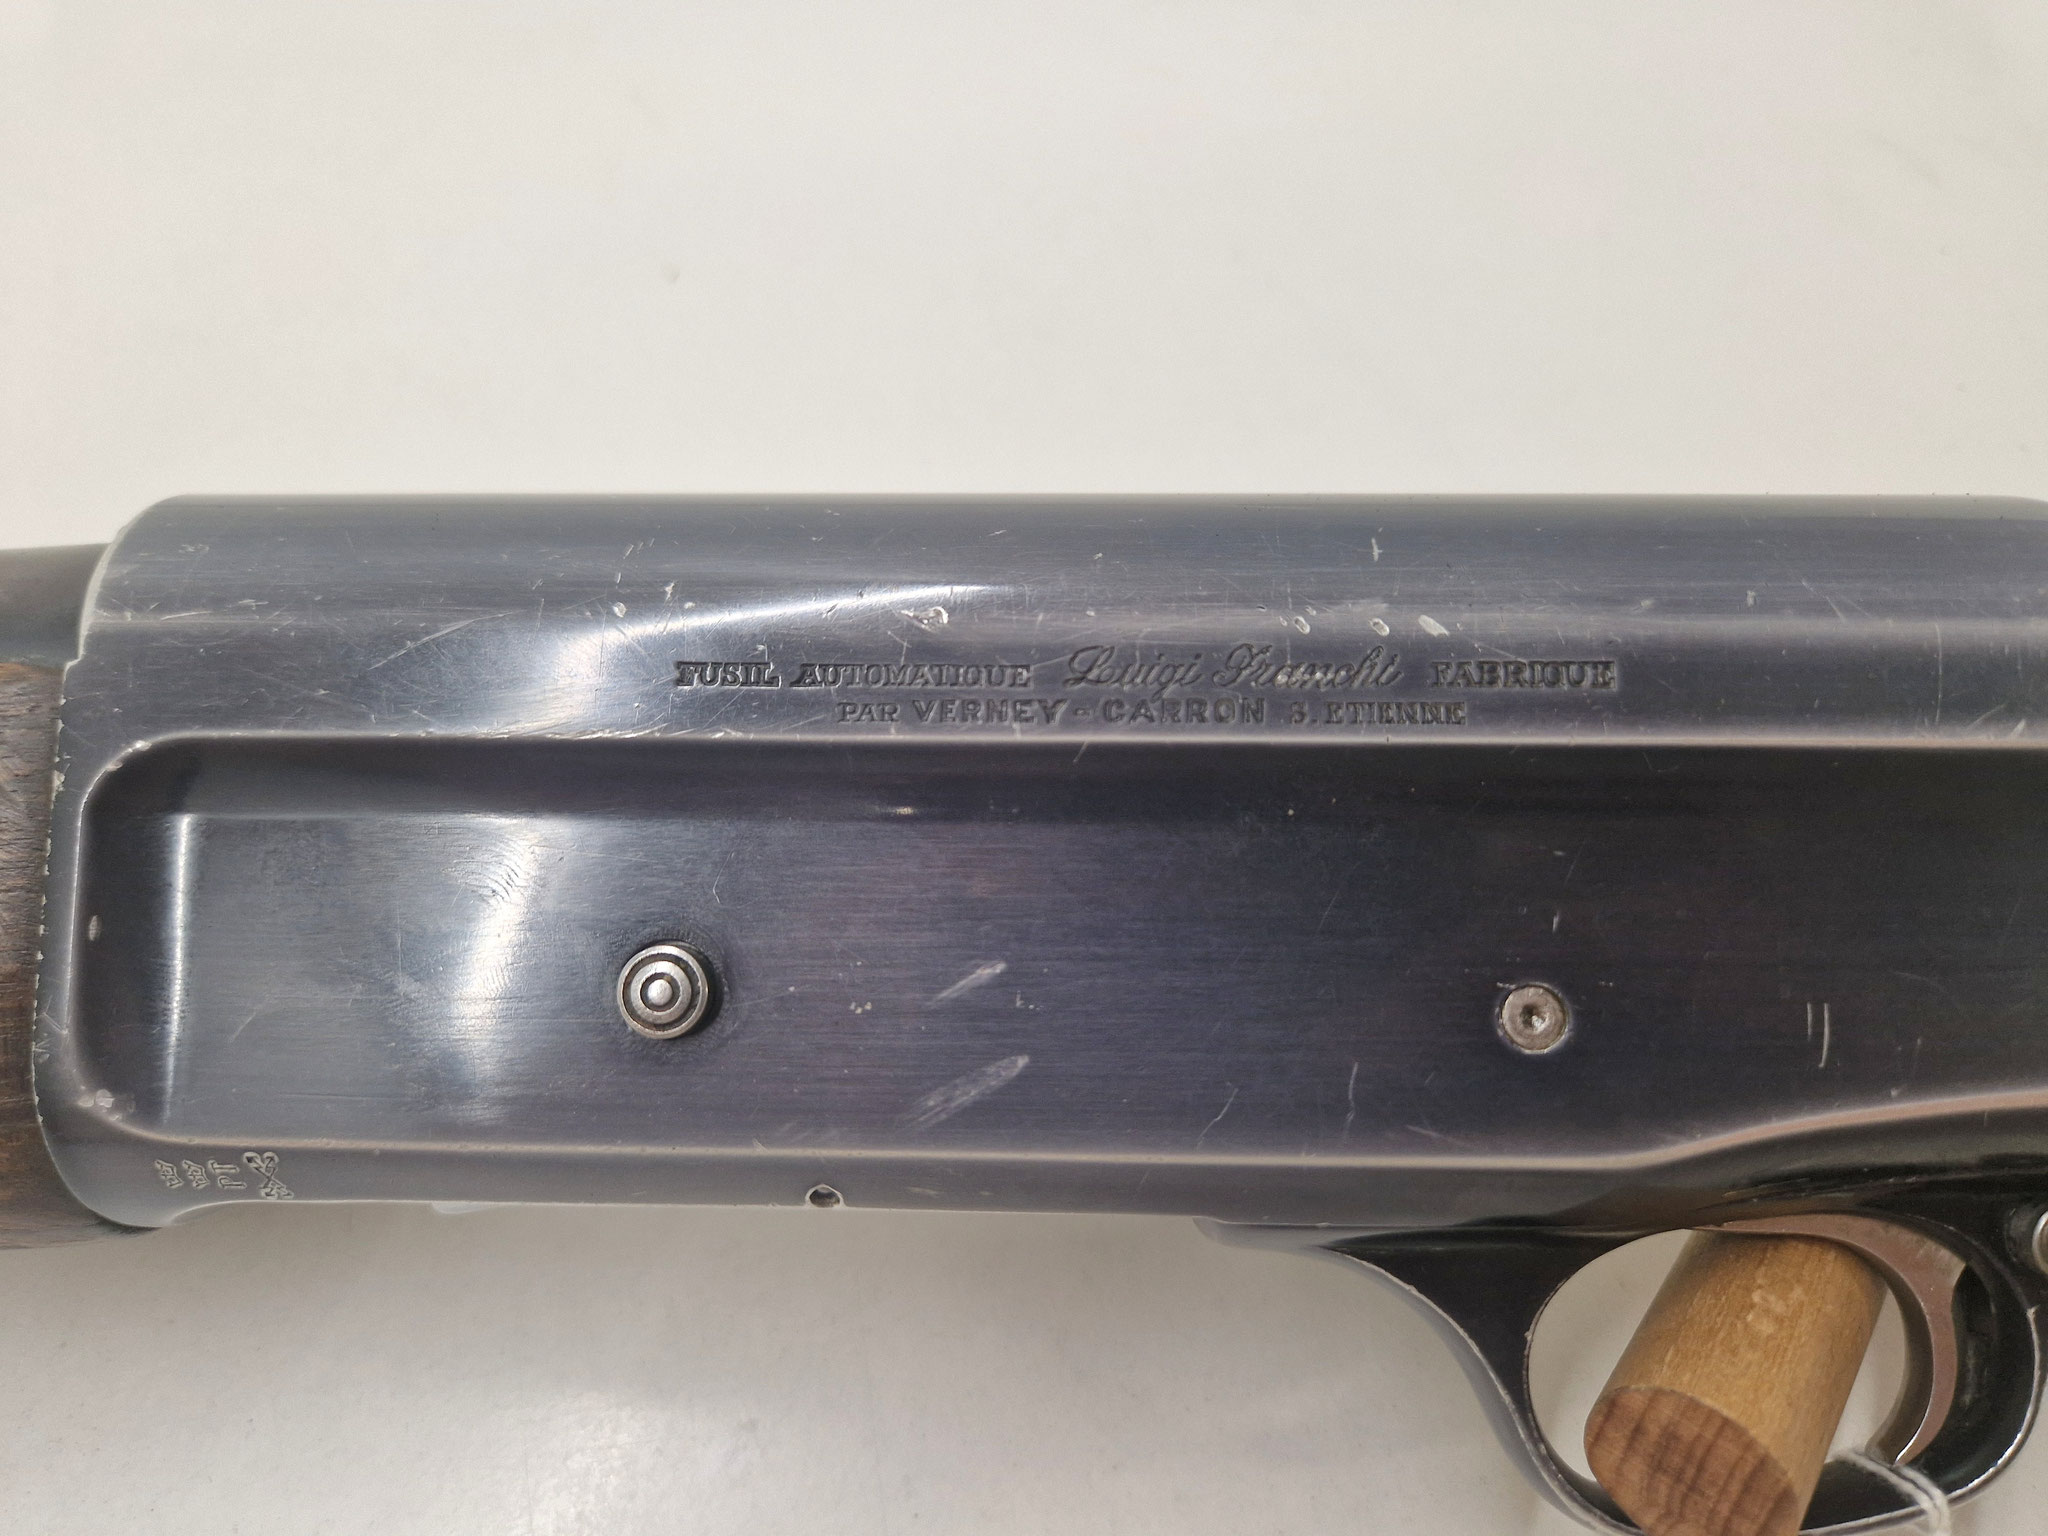 FUSIL AUTOMATIQUE Luigi Franchi FABRIQUE
PAR VERNEY-CARRON S. ETIENNE